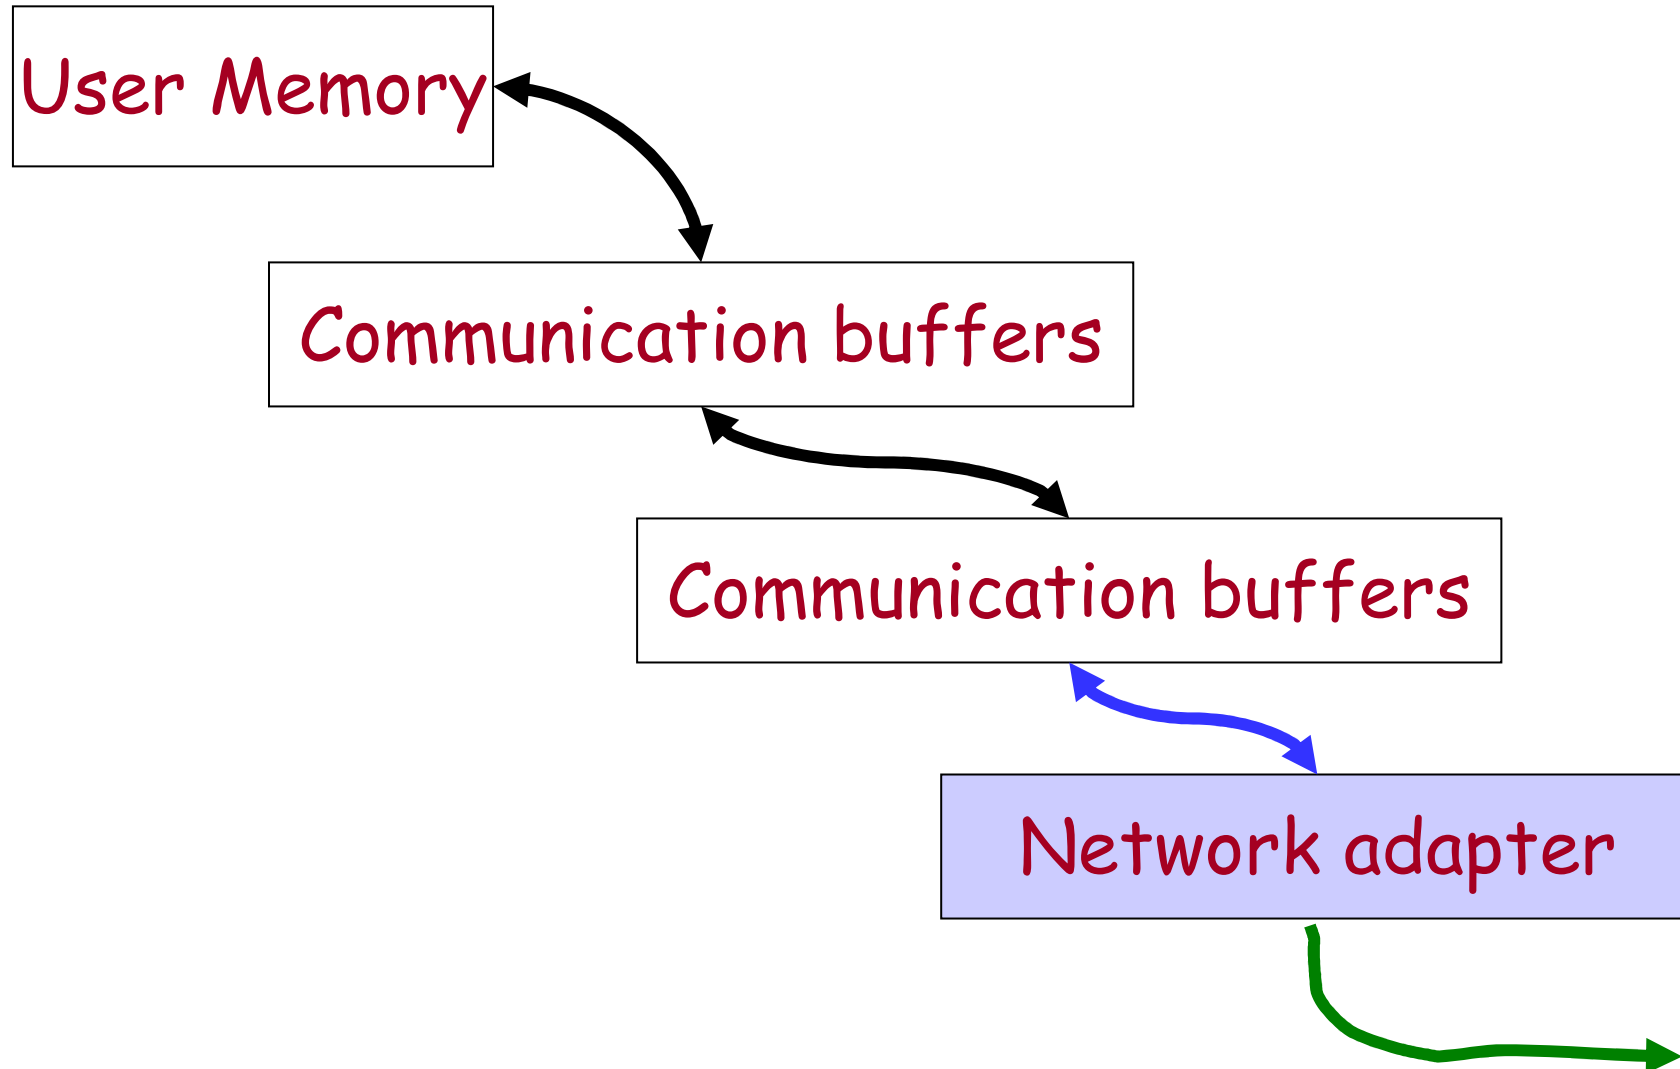 User Memory
Communication buffers
Communication buffers
Network adapter